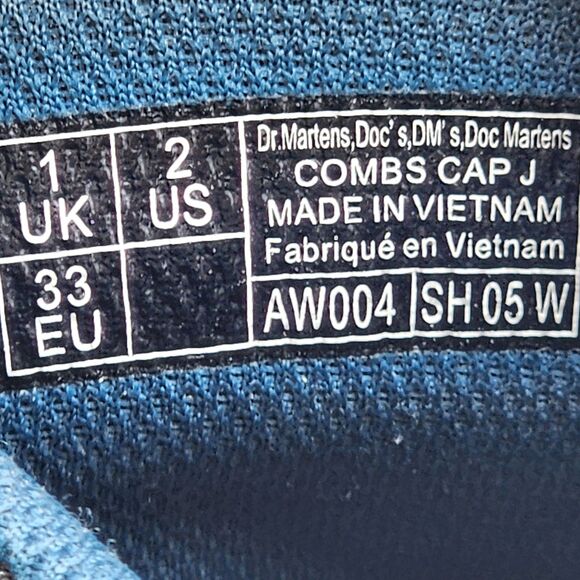 1
UK
2
US
33
EU
Dr.Martens,Doc's,DM's,Doc Martens
COMBS CAP J
MADE IN VIETNAM
Fabriqué en Vietnam
AW004
SH 05 W